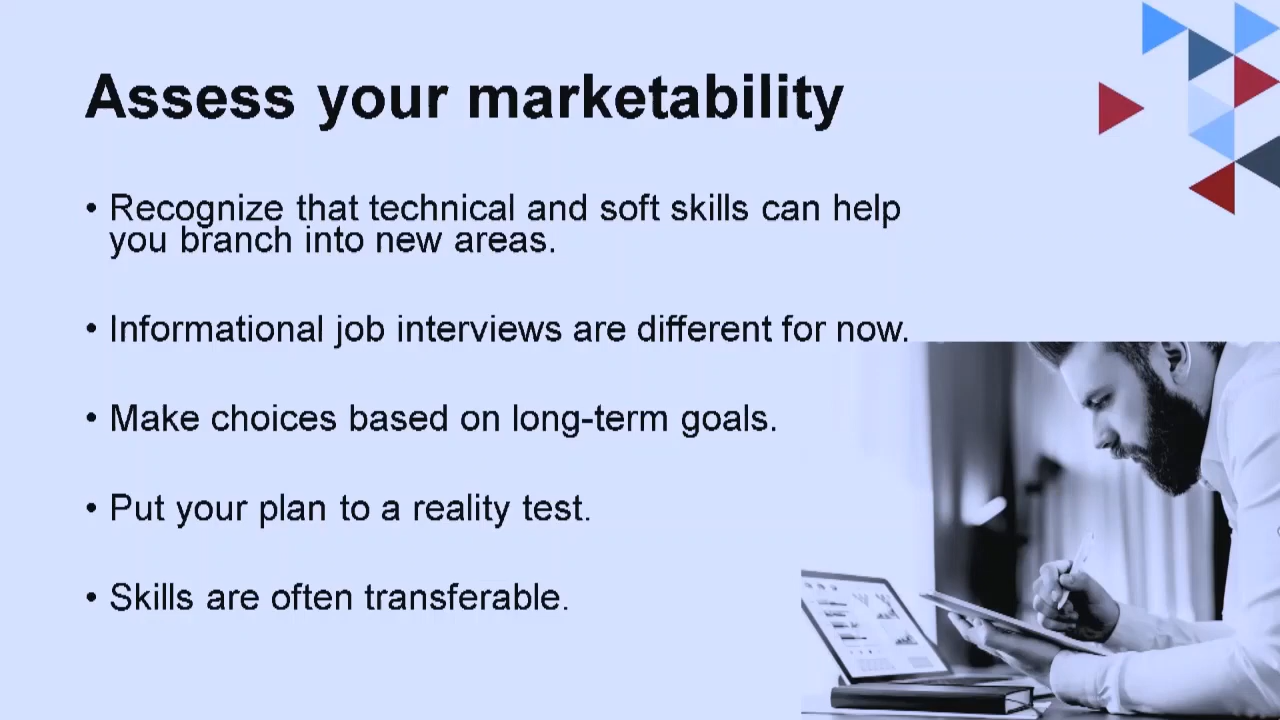 Assess your marketability
• Recognize that technical and soft skills can help
you branch into new areas.
• Informational job interviews are different for now.
• Make choices based on long-term goals.
• Put your plan to a reality test.
• Skills are often transferable.